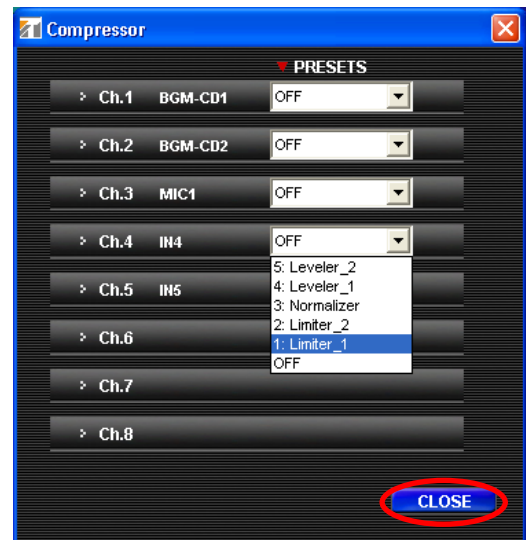 Compressor
PRESETS
Ch.1 BGM-CD1 OFF
Ch.2 BGM-CD2 OFF
Ch.3 MIC1 OFF
Ch.4 IN4 OFF
5: Leveler_2
4: Leveler_1
Ch.5 IN5
3: Normalizer
2: Limiter_2
Ch.6
1: Limiter_1
OFF
Ch.7
Ch.8
CLOSE